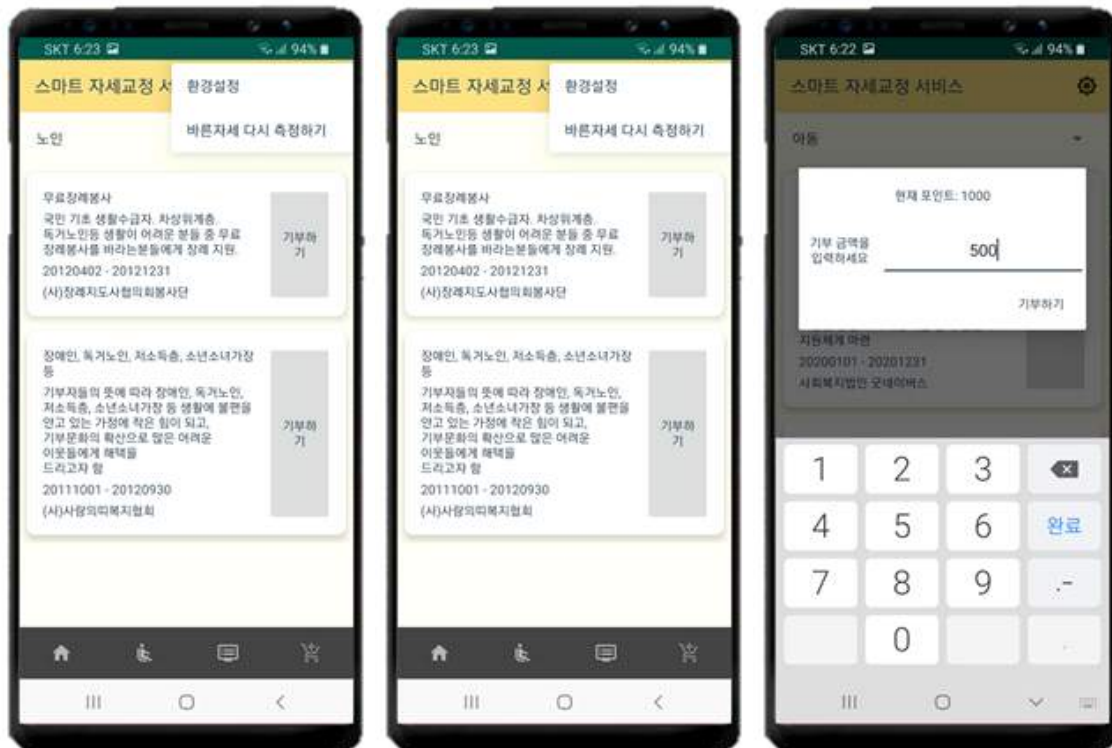 SKT 6:23
94%
스마트 자세교정 서
환경설정
바른자세 다시 측정하기
노인
무료장례봉사
국민 기초 생활수급자. 차상위계층.
독거노인등 생활이 어려운 분들 중 무료
장례봉사를 바라는분들에게 장례 지원.
20120402 - 20121231
(사)장례지도사협의회봉사단
기부하
기
장애인, 독거노인, 저소득층, 소년소녀가장
등
기부자들의 뜻에 따라 장애인, 독거노인,
저소득층, 소년소녀가장 등 생활에 불편을
안고 있는 가정에 작은 힘이 되고,
기부문화의 확산으로 많은 어려운
이웃들에게 해택을
드리고자 함
20111001 - 20120930
(사)사랑의띠복지협회
기부하
기
SKT 6:23
94%
스마트 자세교정 서
환경설정
바른자세 다시 측정하기
노인
무료장례봉사
국민 기초 생활수급자. 차상위계층.
독거노인등 생활이 어려운 분들 중 무료
장례봉사를 바라는분들에게 장례 지원.
20120402 - 20121231
(사)장례지도사협의회봉사단
기부하
기
장애인, 독거노인, 저소득층, 소년소녀가장
등
기부자들의 뜻에 따라 장애인, 독거노인,
저소득층, 소년소녀가장 등 생활에 불편을
안고 있는 가정에 작은 힘이 되고,
기부문화의 확산으로 많은 어려운
이웃들에게 해택을
드리고자 함
20111001 - 20120930
(사)사랑의띠복지협회
기부하
기
SKT 6:22
94%
스마트 자세교정 서비스
아동
현재 포인트: 1000
기부 금액을
입력하세요
500
기부하기
지원체계 마련
20200101 - 20201231
사회복지법인 굿네이버스
1 2 3
4 5 6 완료
7 8 9 .-
0 .